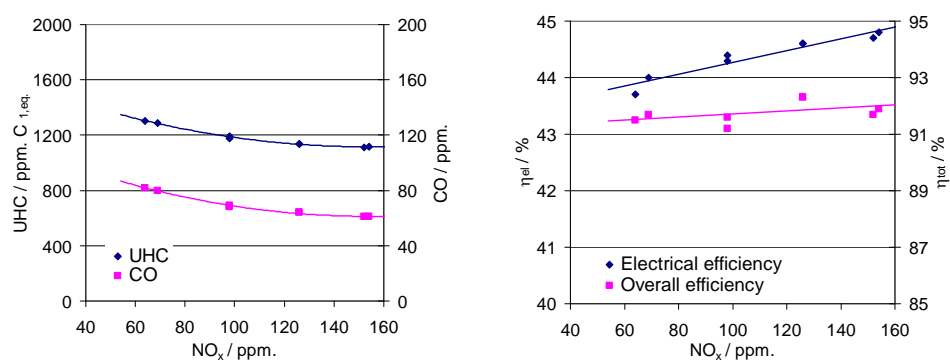 2000
1600
1200
800
400
0
UHC / ppm. C 1,eq.
200
160
120
80
40
0
CO / ppm.
UHC
CO
40 60 80 100 120 140 160
NOx / ppm.
45
44
43
42
41
40
ηel / %
95
93
91
89
87
85
ηtot / %
Electrical efficiency
Overall efficiency
40 60 80 100 120 140 160
NOx / ppm.